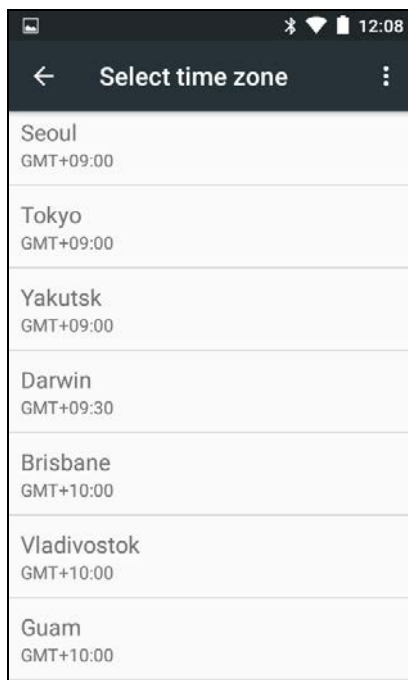 12:08
Select time zone
Seoul
GMT+09:00
Tokyo
GMT+09:00
Yakutsk
GMT+09:00
Darwin
GMT+09:30
Brisbane
GMT+10:00
Vladivostok
GMT+10:00
Guam
GMT+10:00